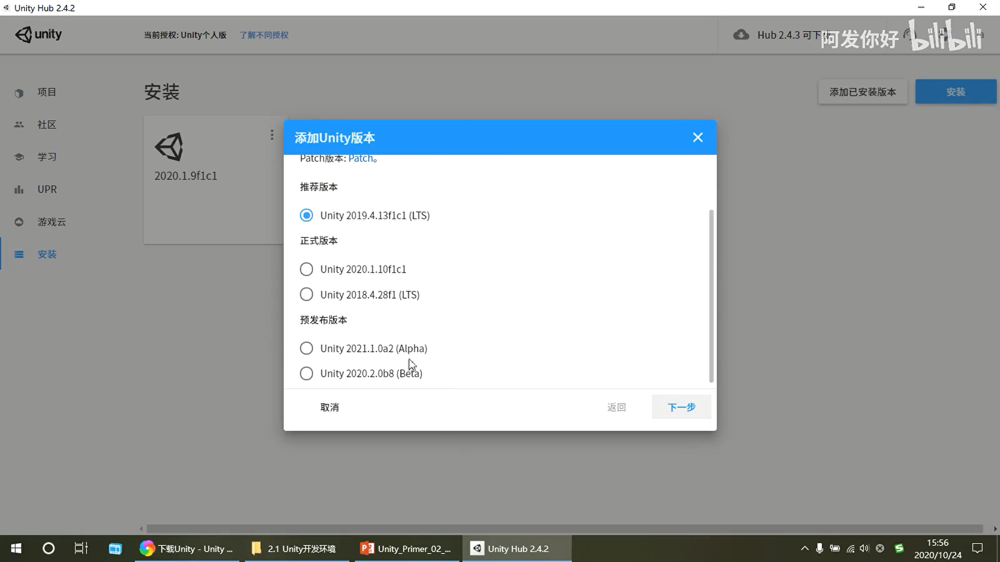 Unity Hub 2.4.2
unity
当前授权: Unity个人版
了解不同授权
Hub 2.4.3 可下
阿发你好
bilibili
项目
社区
学习
UPR
游戏云
安装
安装
添加已安装版本
安装
2020.1.9f1c1
添加Unity版本
Patch版本: Patch。
推荐版本
Unity 2019.4.13f1c1 (LTS)
正式版本
Unity 2020.1.10f1c1
Unity 2018.4.28f1 (LTS)
预发布版本
Unity 2021.1.0a2 (Alpha)
Unity 2020.2.0b8 (Beta)
取消
返回
下一步
下载Unity - Unity ...
2.1 Unity开发环境
Unity_Primer_02_...
Unity Hub 2.4.2
15:56
2020/10/24